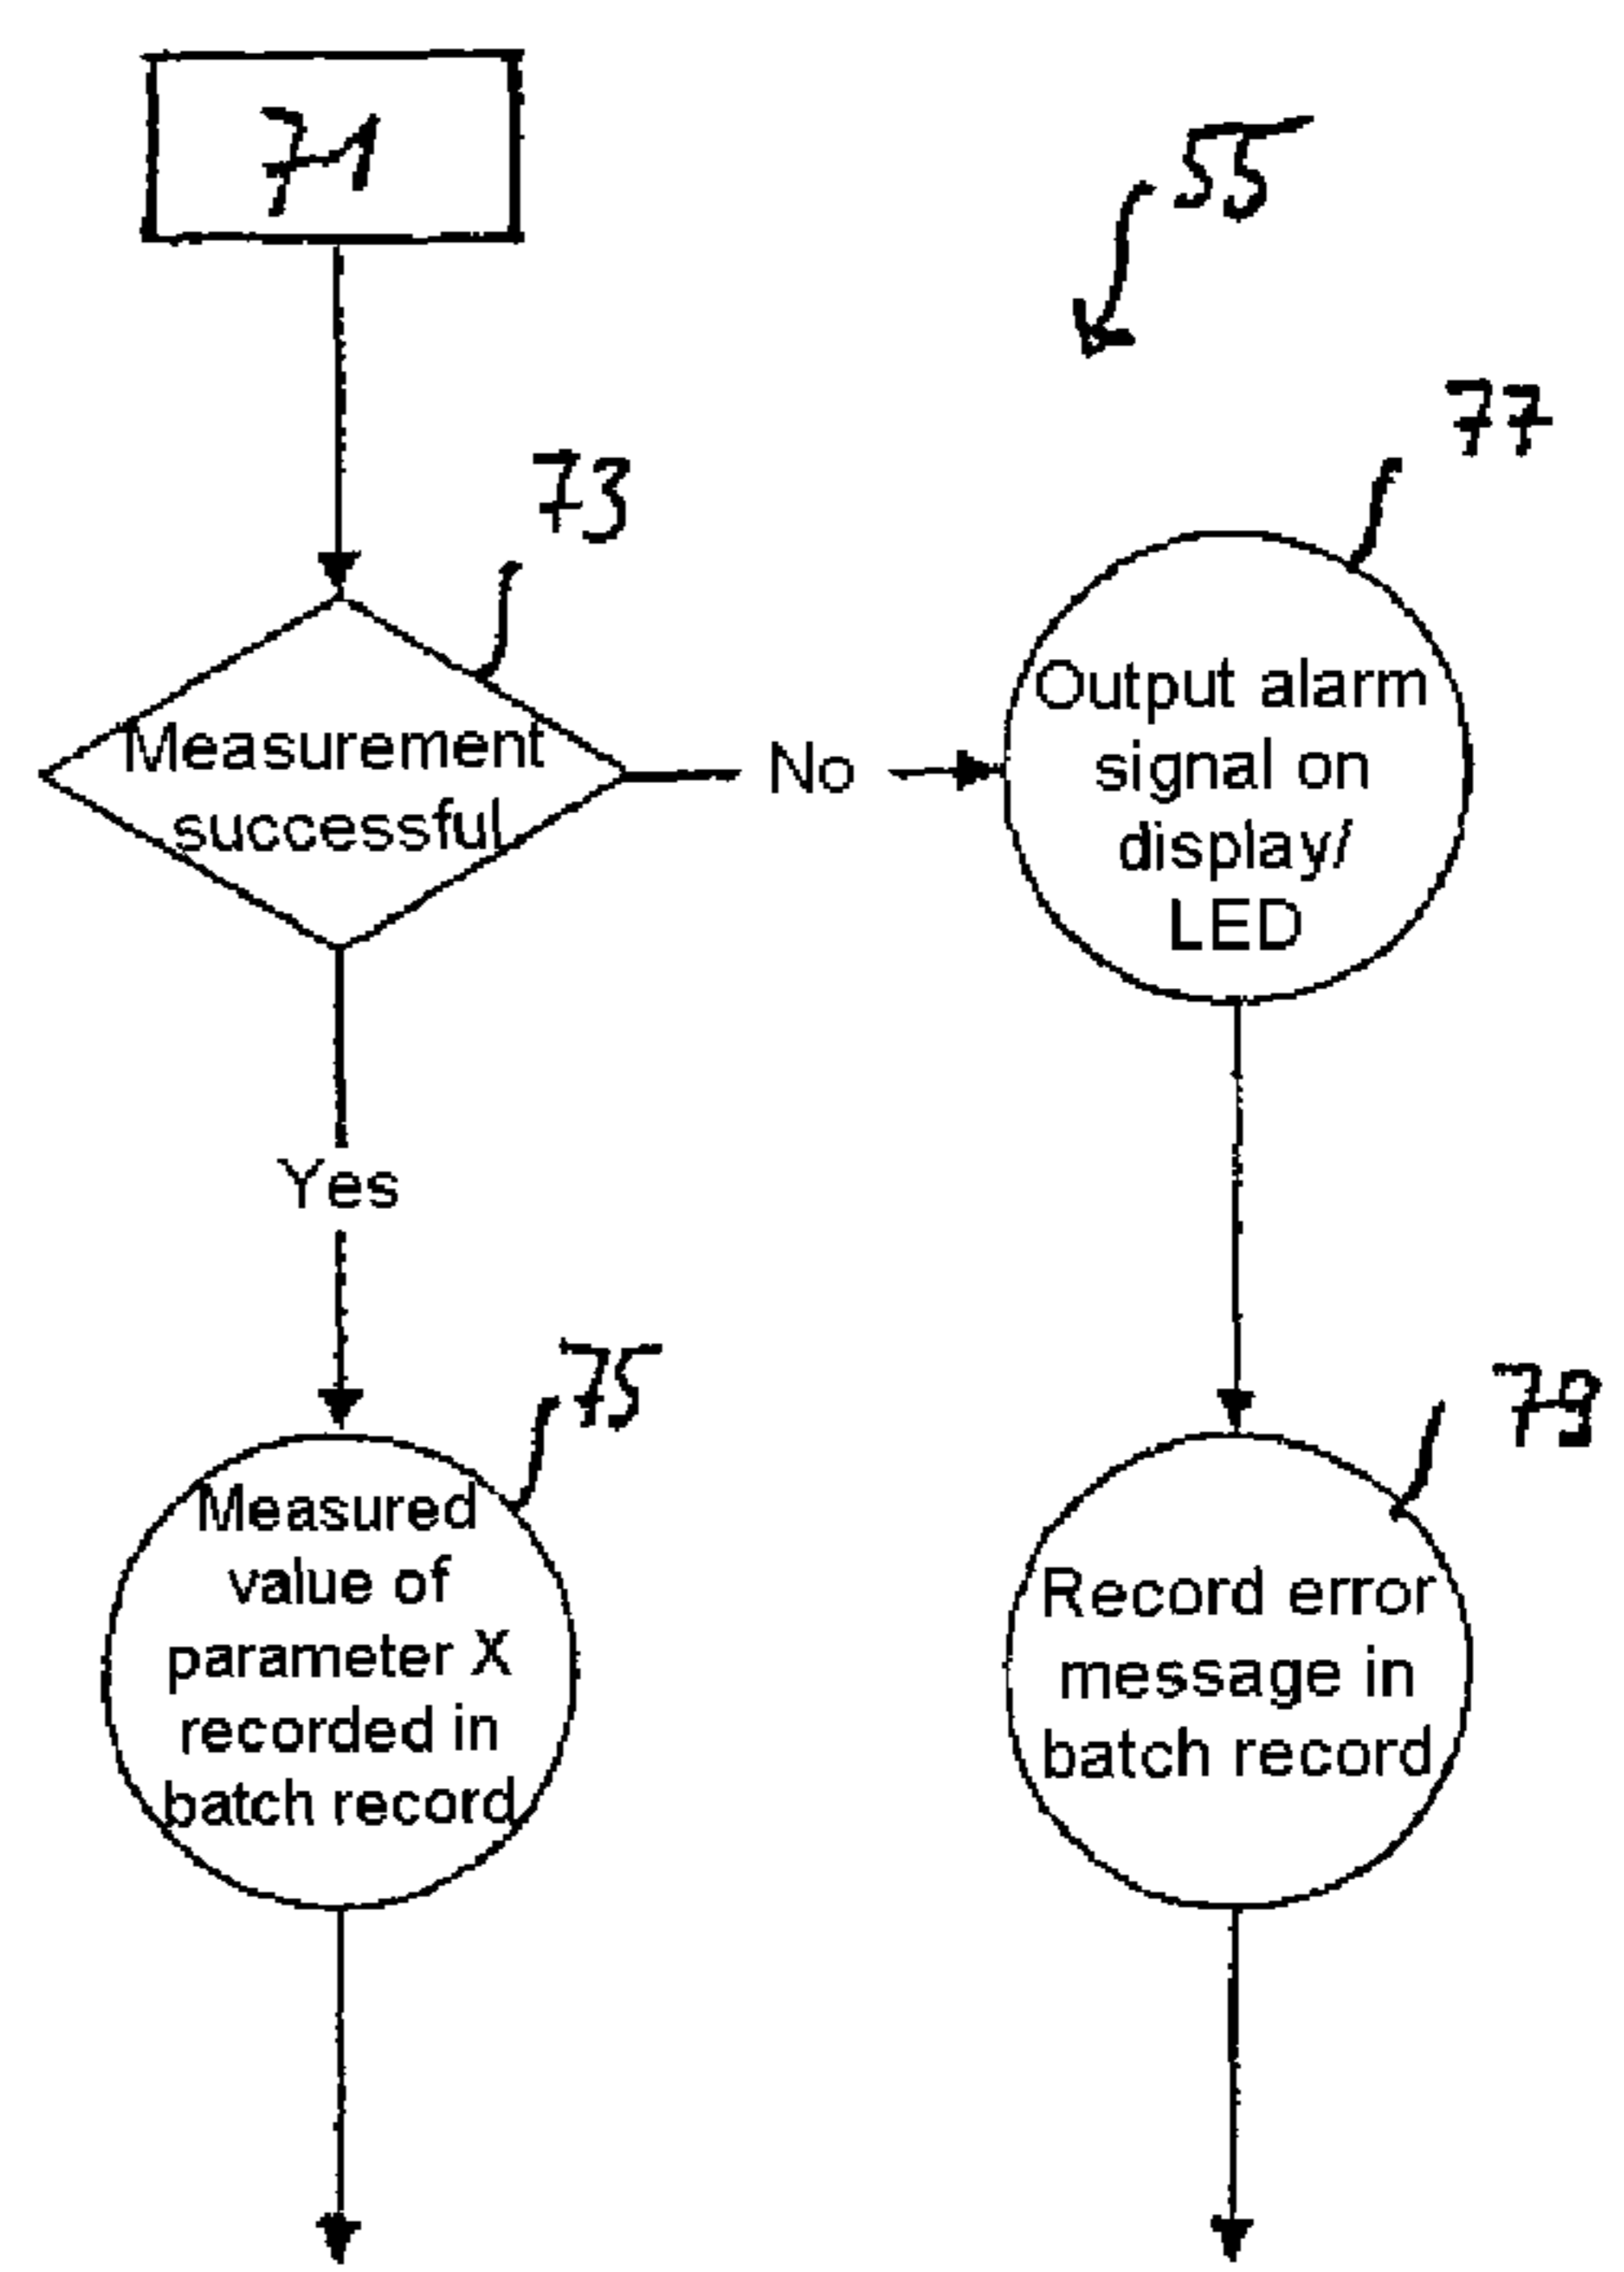 71
55
77
73
Measurement
successful
No
Output alarm
signal on
display/
LED
Yes
75
79
Measured
value of
parameter X
recorded in
batch record
Record error
message in
batch record